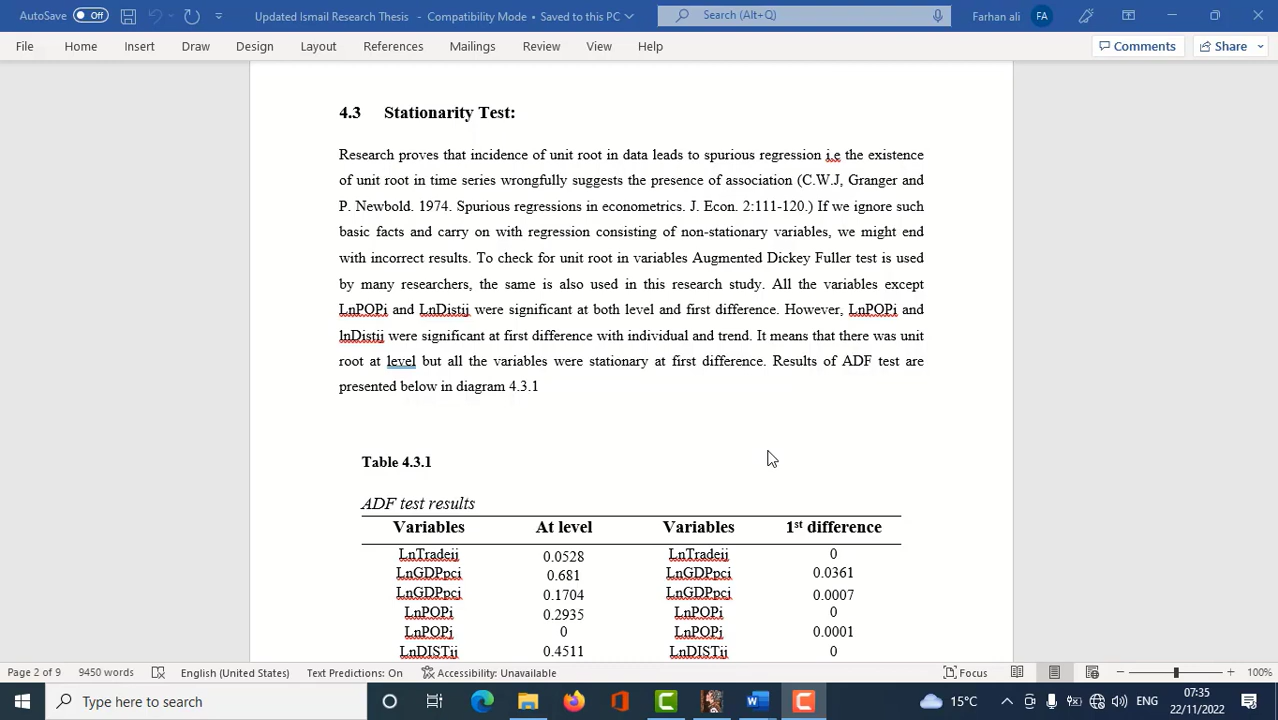 AutoSave Off Updated Ismail Research Thesis - Compatibility Mode • Saved to this PC Search (Alt+Q) Farhan ali FA
File Home Insert Draw Design Layout References Mailings Review View Help Comments Share
4.3 Stationarity Test:
Research proves that incidence of unit root in data leads to spurious regression i.e the existence
of unit root in time series wrongfully suggests the presence of association (C.W.J, Granger and
P. Newbold. 1974. Spurious regressions in econometrics. J. Econ. 2:111-120.) If we ignore such
basic facts and carry on with regression consisting of non-stationary variables, we might end
with incorrect results. To check for unit root in variables Augmented Dickey Fuller test is used
by many researchers, the same is also used in this research study. All the variables except
LnPOPi and LnDistij were significant at both level and first difference. However, LnPOPi and
lnDistij were significant at first difference with individual and trend. It means that there was unit
root at level but all the variables were stationary at first difference. Results of ADF test are
presented below in diagram 4.3.1
Table 4.3.1
ADF test results
Variables At level Variables 1st difference
LnTradeij 0.0528 LnTradeij 0
LnGDPpci 0.681 LnGDPpci 0.0361
LnGDPpcj 0.1704 LnGDPpcj 0.0007
LnPOPi 0.2935 LnPOPi 0
LnPOPj 0 LnPOPj 0.0001
LnDISTij 0.4511 LnDISTij 0
Page 2 of 9 9450 words English (United States) Text Predictions: On Accessibility: Unavailable Focus 100%
Type here to search 15°C ENG 07:35
22/11/2022